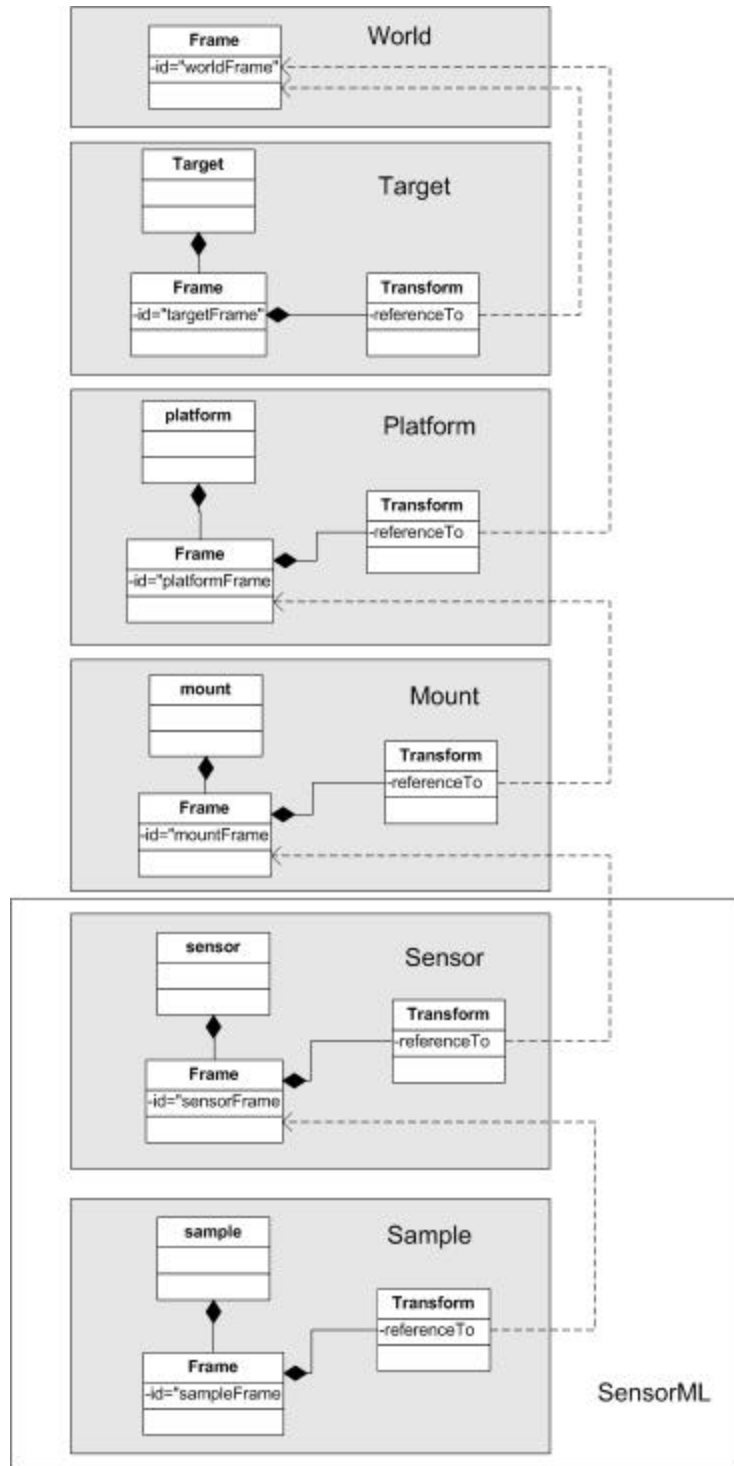 Frame
World
-id="worldFrame"
Target
Target
Frame
Transform
-id="targetFrame"
-referenceTo
platform
Platform
Transform
-referenceTo
Frame
-id="platformFrame
mount
Mount
Transform
-referenceTo
Frame
-id="mountFrame
sensor
Sensor
Transform
-referenceTo
Frame
-id="sensorFrame
sample
Sample
Transform
-referenceTo
Frame
-id="sampleFrame
SensorML